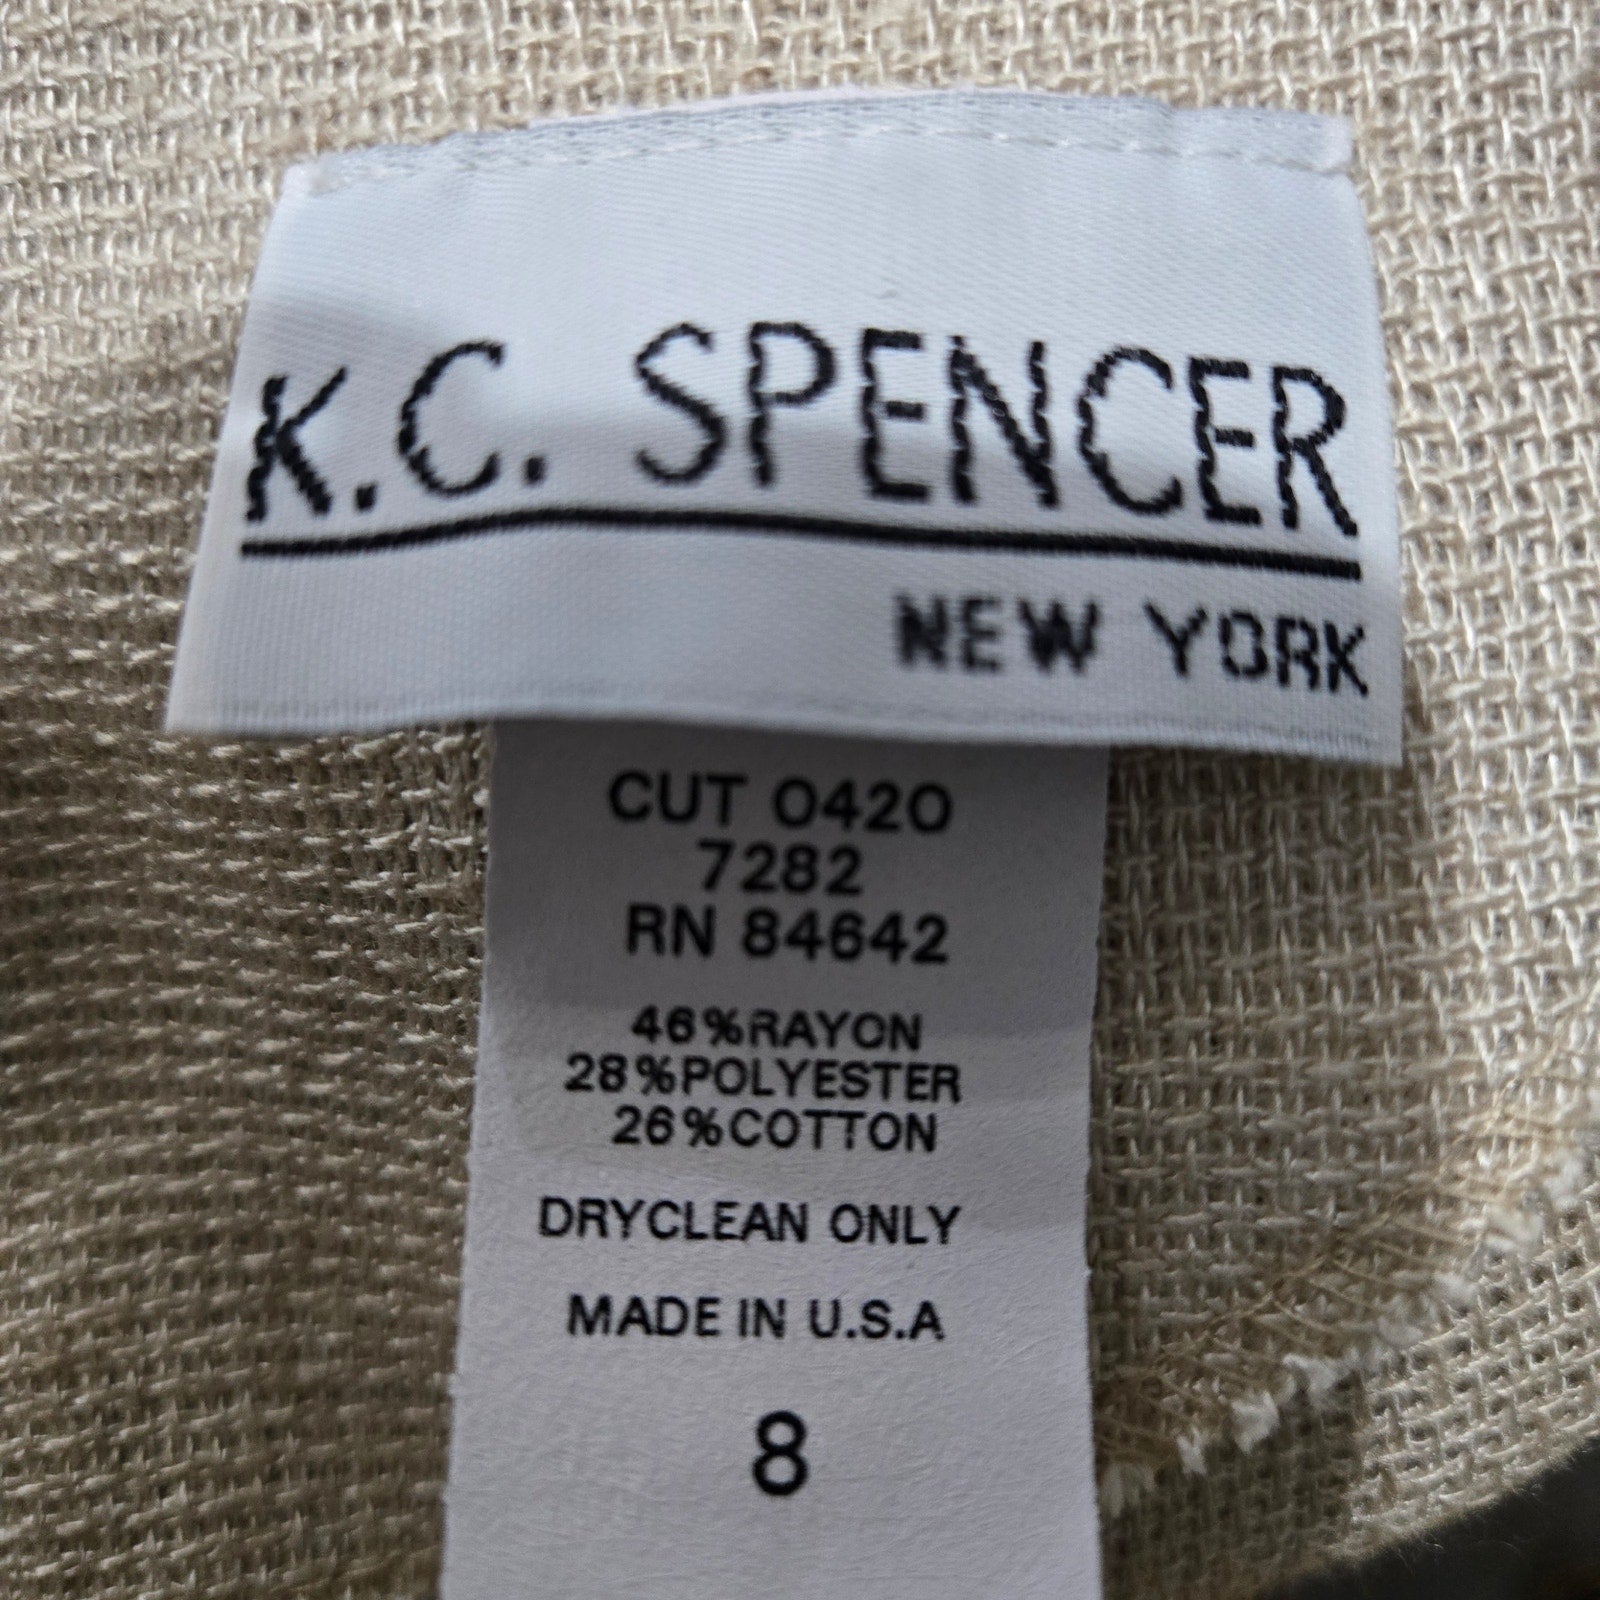 K.C. SPENCER
NEW YORK
CUT 0420
7282
RN 84642
46%RAYON
28%POLYESTER
26%COTTON
DRYCLEAN ONLY
MADE IN U.S.A
8